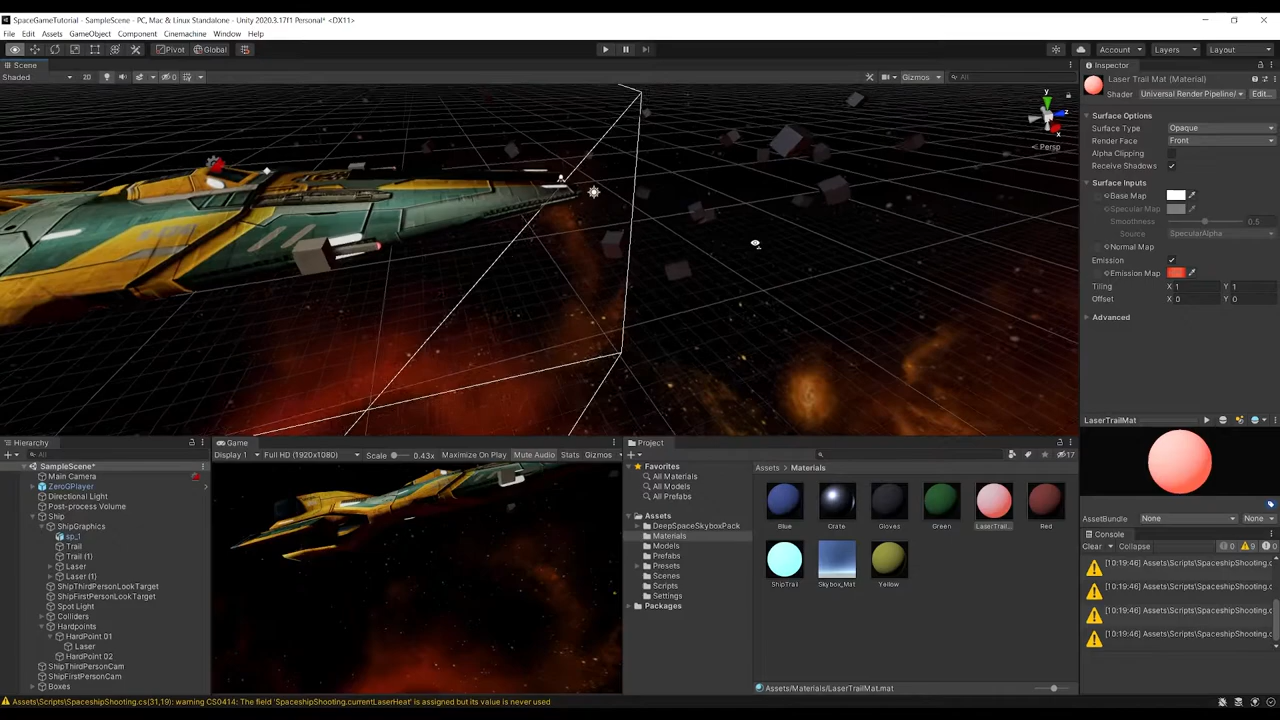 SpaceGameTutorial - SampleScene - PC, Mac & Linux Standalone - Unity 2020.3.17f1 Personal* <DX11>
File Edit Assets GameObject Component Cinemachine Window Help
Pivot Global Account Layers Layout
Scene
Shaded 20 0 Gizmos All
y
z
x
Persp
Inspector
Laser Trail Mat (Material)
Shader Universal Render Pipeline/ Edit...
Surface Options
Surface Type Opaque
Render Face Front
Alpha Clipping
Receive Shadows
Surface Inputs
Base Map
Specular Map
Smoothness 0.5
Source SpecularAlpha
Normal Map
Emission
Emission Map
Tiling X 1 Y 1
Offset X 0 Y 0
Advanced
LaserTrailMat
AssetBundle None None
Hierarchy
All
SampleScene*
Main Camera
ZeroGPlayer
Directional Light
Post-process Volume
Ship
ShipGraphics
sp_1
Trail
Trail (1)
Laser
Laser (1)
ShipThirdPersonLookTarget
ShipFirstPersonLookTarget
Spot Light
Colliders
Hardpoints
HardPoint 01
Laser
HardPoint 02
ShipThirdPersonCam
ShipFirstPersonCam
Boxes
Game
Display 1 Full HD (1920x1080) Scale 0.43x Maximize On Play Mute Audio Stats Gizmos
Project
17
Favorites
All Materials
All Models
All Prefabs
Assets
DeepSpaceSkyboxPack
Materials
Models
Prefabs
Presets
Scenes
Scripts
Settings
Packages
Assets > Materials
Blue Crate Gloves Green LaserTrail... Red
ShipTrail Skybox_Mat Yellow
Assets/Materials/LaserTrailMat.mat
Console
Clear Collapse 0 9 0
[10:19:46] Assets\Scripts\SpaceshipShooting.c
[10:19:46] Assets\Scripts\SpaceshipShooting.c
[10:19:46] Assets\Scripts\SpaceshipShooting.c
[10:19:46] Assets\Scripts\SpaceshipShooting.c
Assets\Scripts\SpaceshipShooting.cs(31,19): warning CS0414: The field 'SpaceshipShooting.currentLaserHeat' is assigned but its value is never used